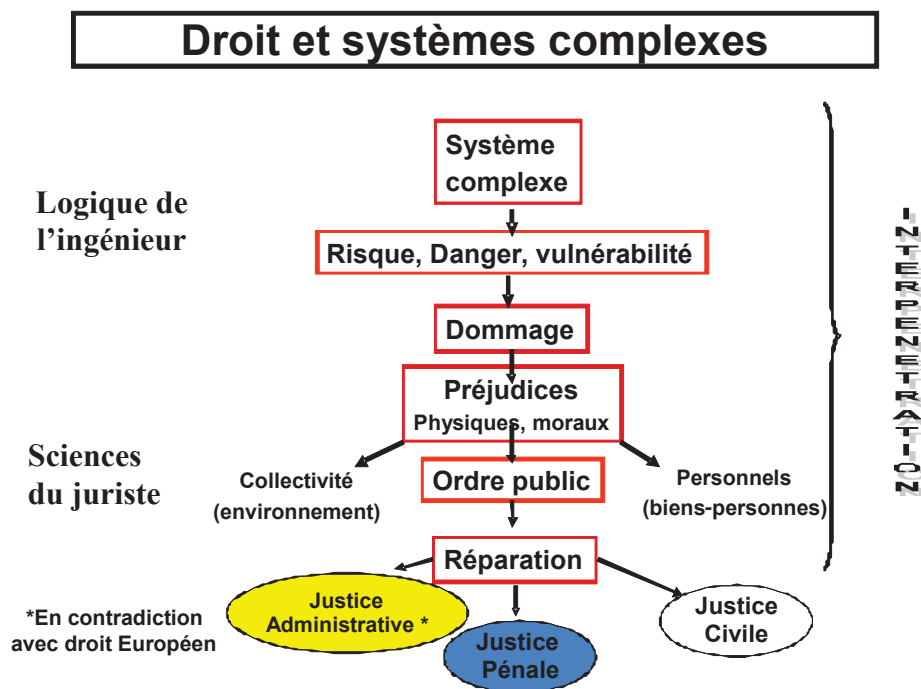 Droit et systèmes complexes
Système
complexe
Logique de
l'ingénieur
Risque, Danger, vulnérabilité
Dommage
Préjudices
Physiques, moraux
Sciences
du juriste
Collectivité
(environnement)
Ordre public
Personnels
(biens-personnes)
Réparation
*En contradiction
avec droit Européen
Justice
Administrative *
Justice
Pénale
Justice
Civile
INTERPENETRATION